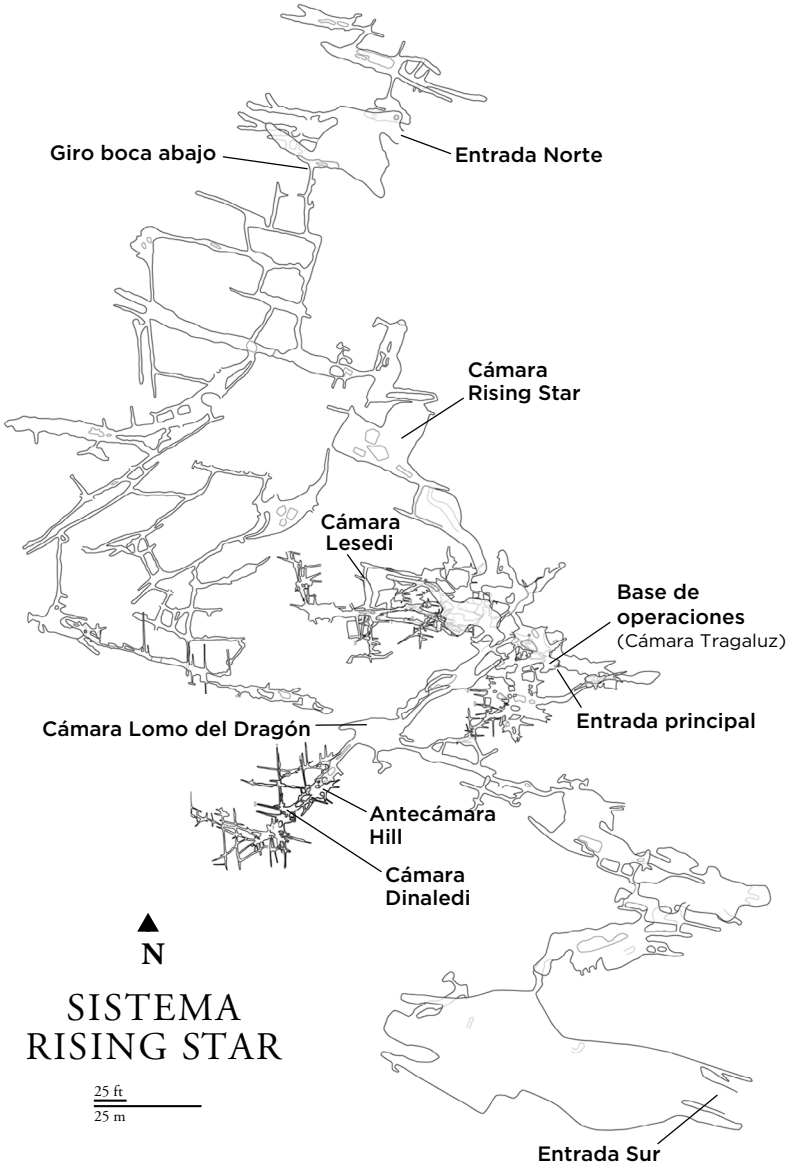 Giro boca abajo
Entrada Norte
Cámara
Rising Star
Cámara
Lesedi
Base de
operaciones
(Cámara Tragaluz)
Entrada principal
Cámara Lomo del Dragón
Antecámara
Hill
Cámara
Dinaledi
N
SISTEMA
RISING STAR
25 ft
25 m
Entrada Sur